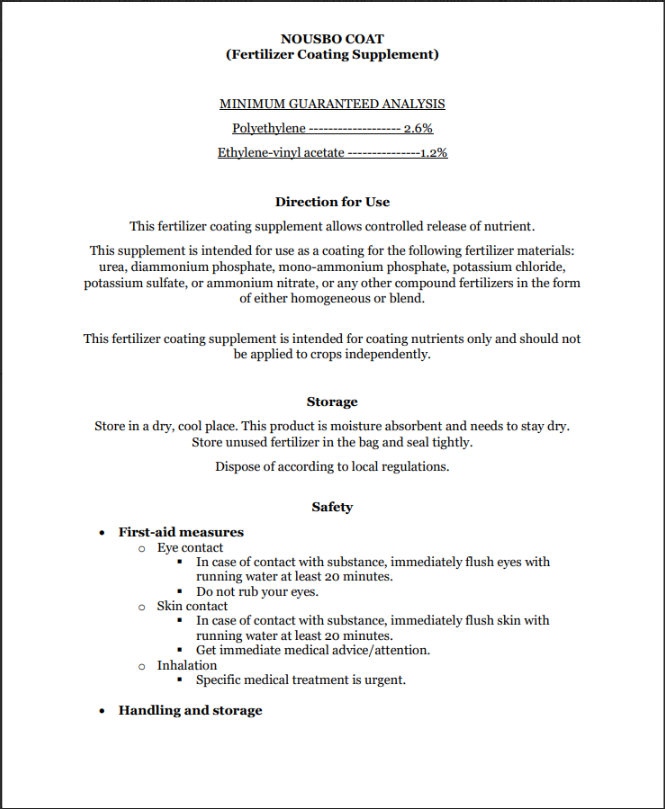 NOUSBO COAT
(Fertilizer Coating Supplement)
MINIMUM GUARANTEED ANALYSIS
Polyethylene ------------------- 2.6%
Ethylene-vinyl acetate ---------------1.2%
Direction for Use
This fertilizer coating supplement allows controlled release of nutrient.
This supplement is intended for use as a coating for the following fertilizer materials:
urea, diammonium phosphate, mono-ammonium phosphate, potassium chloride,
potassium sulfate, or ammonium nitrate, or any other compound fertilizers in the form
of either homogeneous or blend.
This fertilizer coating supplement is intended for coating nutrients only and should not
be applied to crops independently.
Storage
Store in a dry, cool place. This product is moisture absorbent and needs to stay dry.
Store unused fertilizer in the bag and seal tightly.
Dispose of according to local regulations.
Safety
• First-aid measures
o Eye contact
▪ In case of contact with substance, immediately flush eyes with
running water at least 20 minutes.
▪ Do not rub your eyes.
o Skin contact
▪ In case of contact with substance, immediately flush skin with
running water at least 20 minutes.
▪ Get immediate medical advice/attention.
o Inhalation
▪ Specific medical treatment is urgent.
• Handling and storage